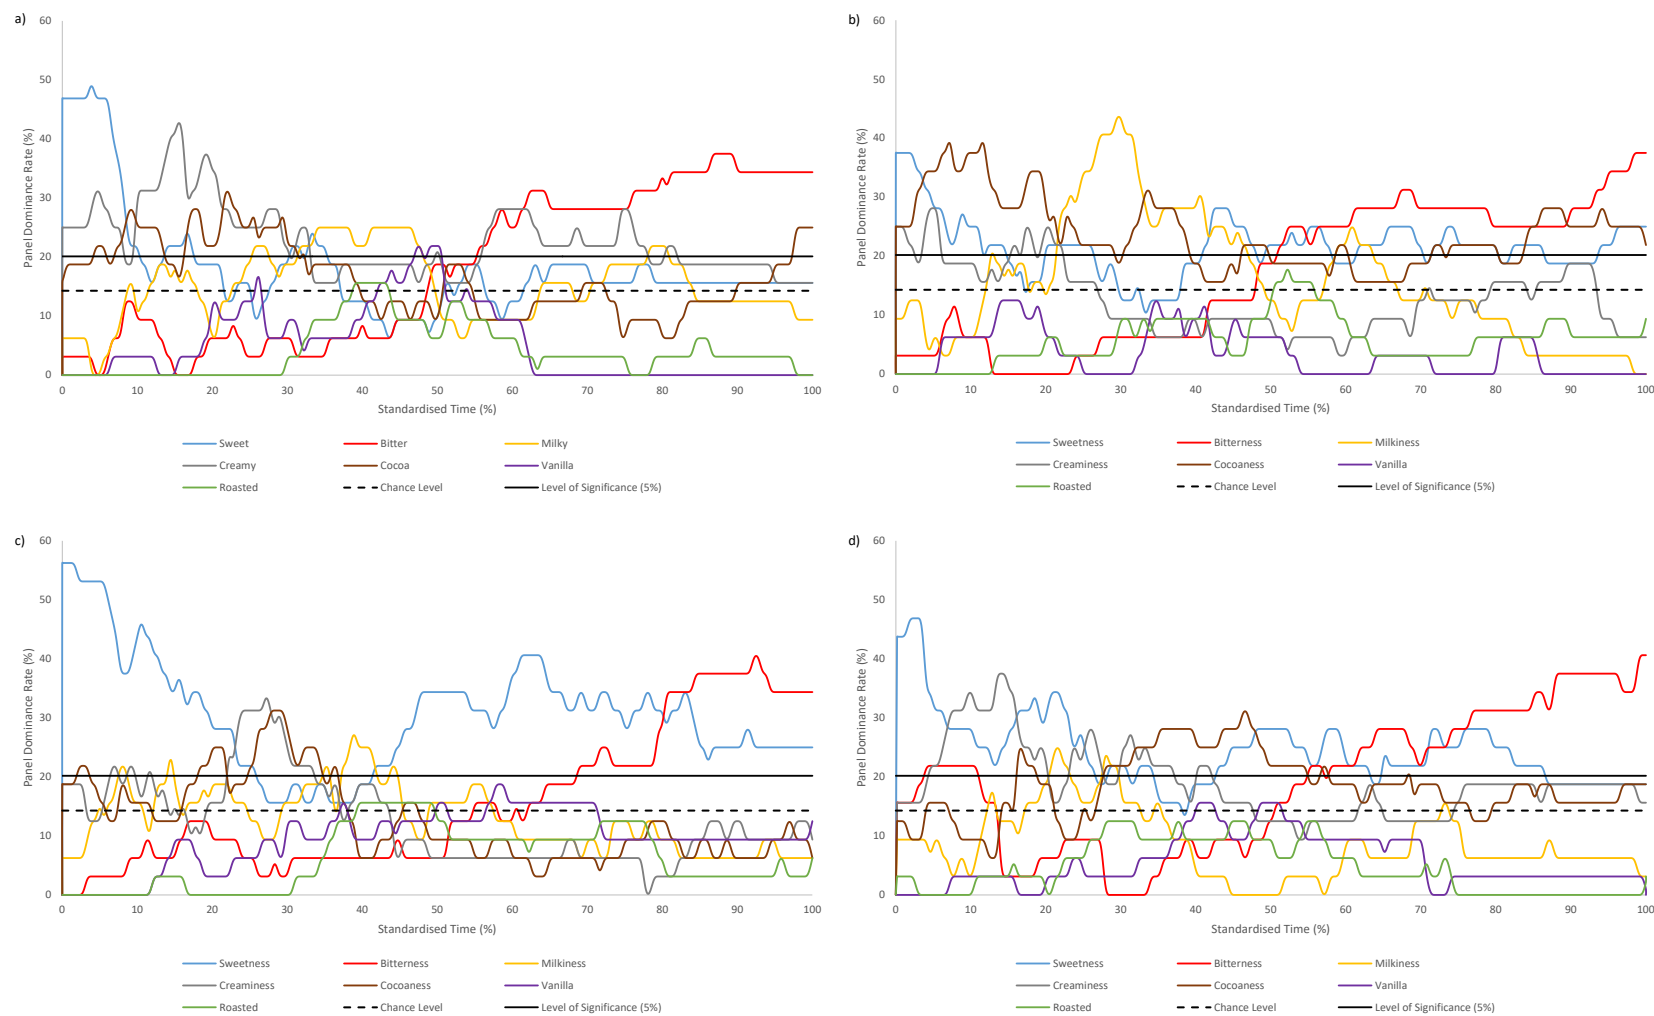 a)
60
50
40
30
20
10
0
Panel Dominance Rate (%)
0 10 20 30 40 50 60 70 80 90 100
Standardised Time (%)
Sweet Bitter Milky
Creamy Cocoa Vanilla
Roasted Chance Level Level of Significance (5%)
b)
60
50
40
30
20
10
0
Panel Dominance Rate (%)
0 10 20 30 40 50 60 70 80 90 100
Standardised Time (%)
Sweetness Bitterness Milkiness
Creaminess Cocoaness Vanilla
Roasted Chance Level Level of Significance (5%)
c)
60
50
40
30
20
10
0
Panel Dominance Rate (%)
0 10 20 30 40 50 60 70 80 90 100
Standardised Time (%)
Sweetness Bitterness Milkiness
Creaminess Cocoaness Vanilla
Roasted Chance Level Level of Significance (5%)
d)
60
50
40
30
20
10
0
Panel Dominance Rate (%)
0 10 20 30 40 50 60 70 80 90 100
Standardised Time (%)
Sweetness Bitterness Milkiness
Creaminess Cocoaness Vanilla
Roasted Chance Level Level of Significance (5%)